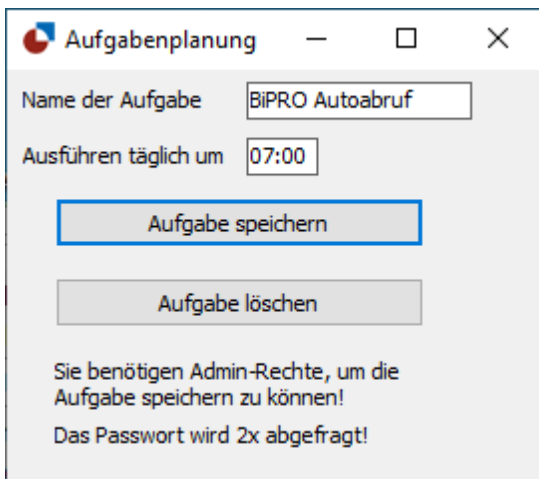 Aufgabenplanung
Name der Aufgabe BiPRO Autoabruf
Ausführen täglich um 07:00
Aufgabe speichern
Aufgabe löschen
Sie benötigen Admin-Rechte, um die
Aufgabe speichern zu können!
Das Passwort wird 2x abgefragt!